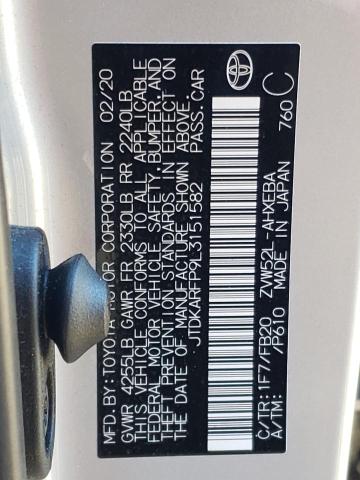 MFD.BY:TOYOTA MOTOR CORPORATION 02/20
GVWR 4255LB GAWR FR 2330LB RR 2240LB
THIS VEHICLE CONFORMS TO ALL APPLICABLE
FEDERAL MOTOR VEHICLE SAFETY,BUMPER,AND
THEFT PREVENTION STANDARDS IN EFFECT ON
THE DATE OF MANUFACTURE SHOWN ABOVE.
JTDKARFP9L3151582 PASS.CAR
C/TR: 1F7/FB20 ZVW52L-AHXEBA
A/TM: /P610 MADE IN JAPAN 760 C
TOYOTA